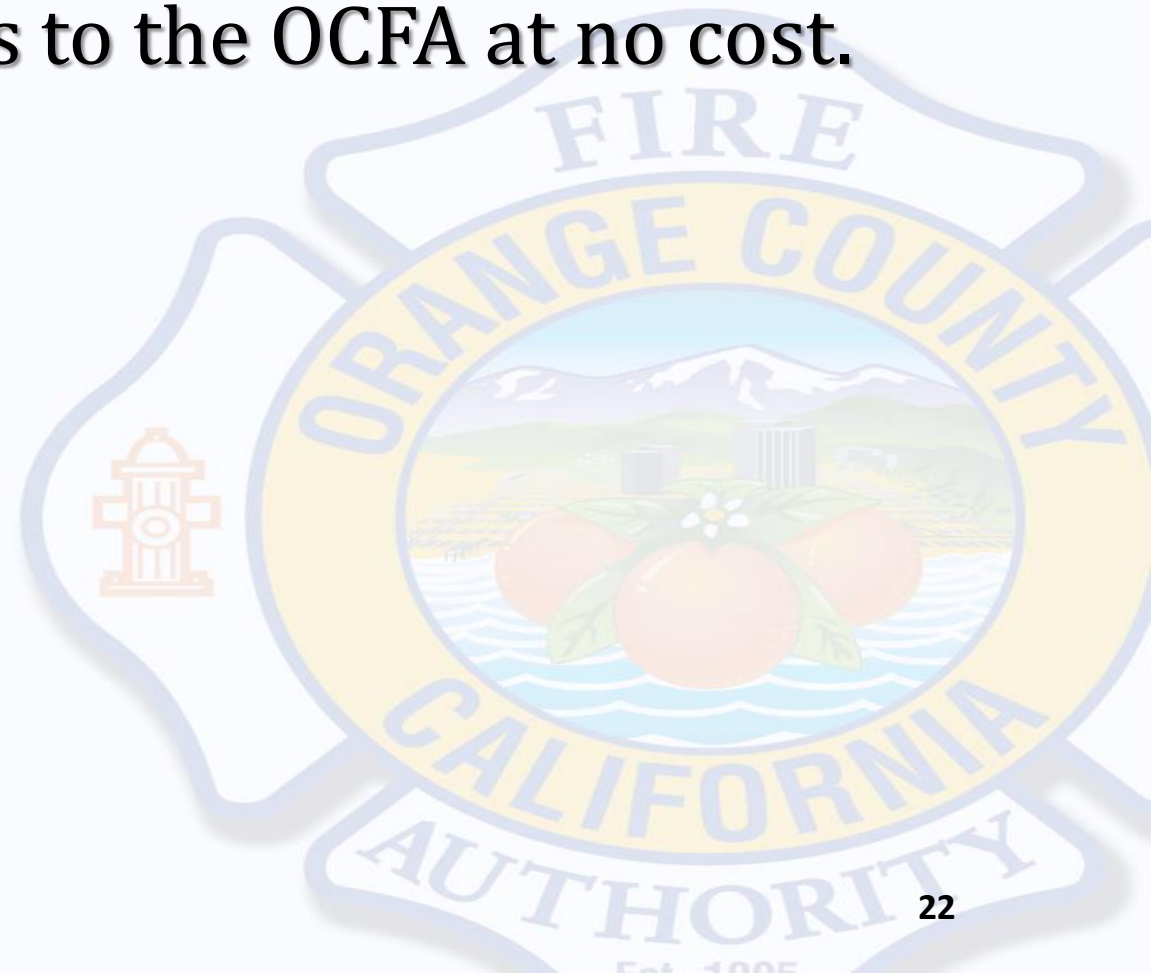 s to the OCFA at no cost.
FIRE
ORANGE COUNTY
CALIFORNIA
AUTHORITY
22